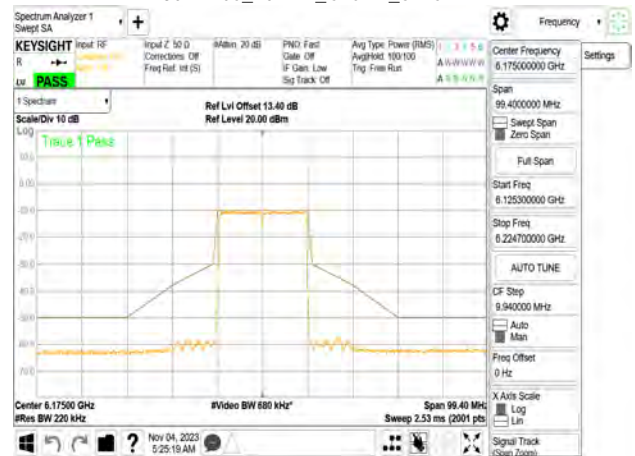 Spectrum Analyzer 1
Swept SA
Frequency
KEYSIGHT
Input: RF
R
PASS
Input Z: 50 Ω
Corrections: Off
Freq Ref: Int (S)
#Atten: 20 dB
PNO: Fast
Gate: Off
IF Gain: Low
Sig Track: Off
Avg Type: Power (RMS)
Avg|Hold: 100/100
Trig: Free Run
1 Spectrum
Scale/Div 10 dB
Ref Lvl Offset 13.40 dB
Ref Level 20.00 dBm
Log
Trace 1 Pass
10.0
0.00
Center 6.17500 GHz
#Video BW 680 kHz*
Span 99.40 MHz
#Res BW 220 kHz
Sweep 2.53 ms (2001 pts
?
Nov 04, 2023
5:25:19 AM
Settings
Center Frequency
6.175000000 GHz
Span
99.4000000 MHz
Swept Span
Zero Span
Full Span
Start Freq
6.125300000 GHz
Stop Freq
6.224700000 GHz
AUTO TUNE
CF Step
9.940000 MHz
Auto
Man
Freq Offset
0 Hz
X Axis Scale
Log
Lin
Signal Track
(Span Zoom)